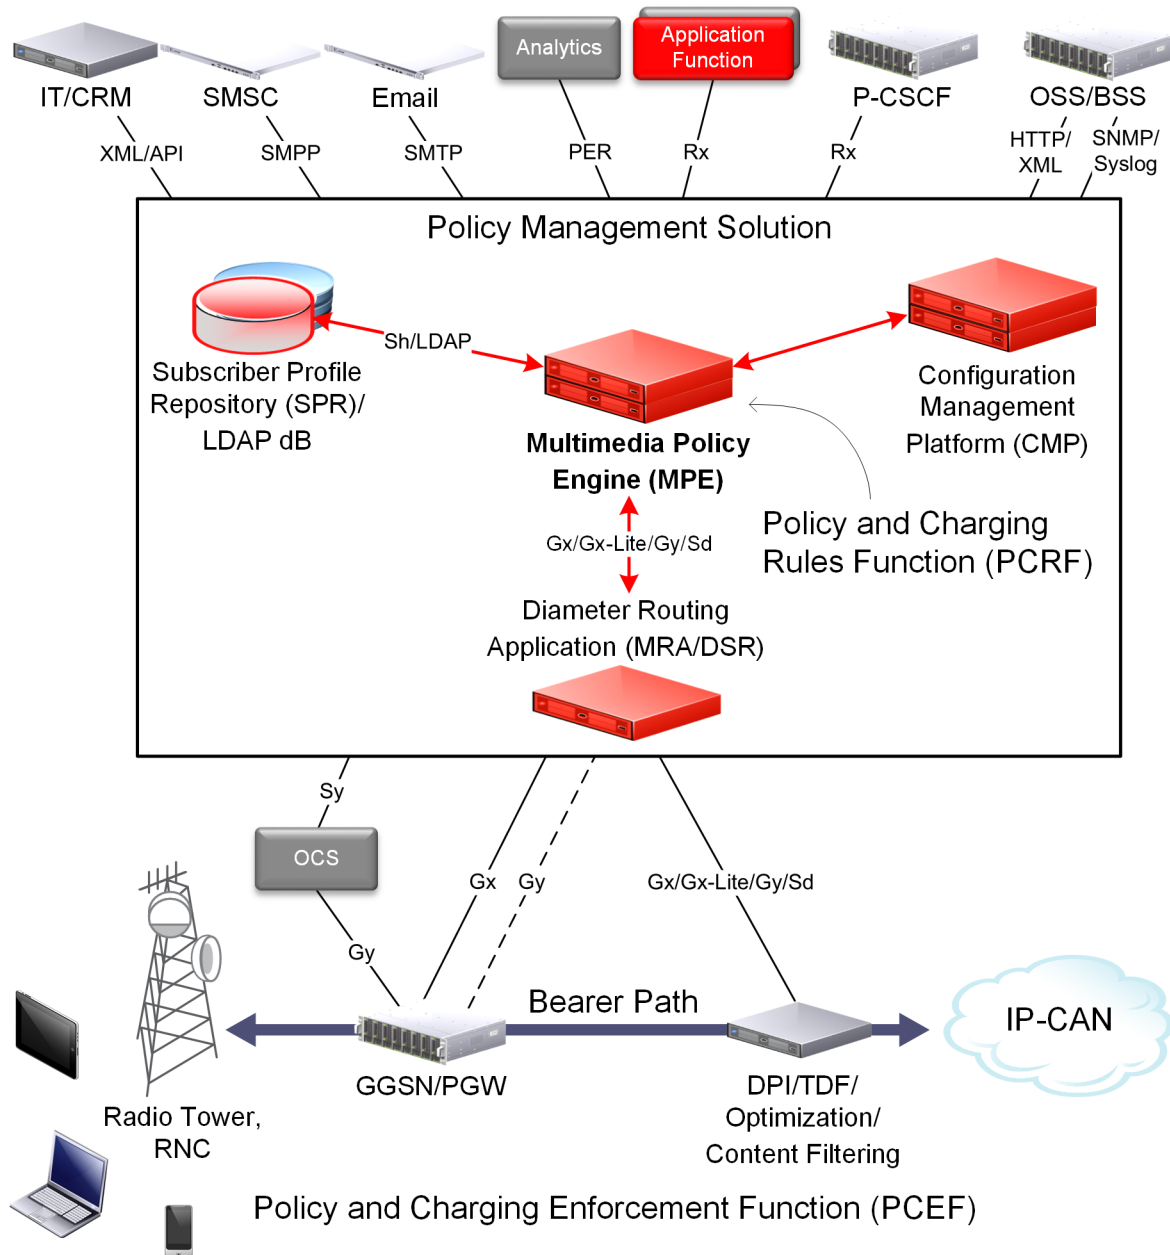 Analytics
Application
Function
IT/CRM
SMSC
Email
P-CSCF
OSS/BSS
XML/API
SMPP
SMTP
PER
Rx
Rx
HTTP/
XML
SNMP/
Syslog
Policy Management Solution
Sh/LDAP
Subscriber Profile
Repository (SPR)/
LDAP dB
Configuration
Management
Platform (CMP)
Multimedia Policy
Engine (MPE)
Policy and Charging
Rules Function (PCRF)
Gx/Gx-Lite/Gy/Sd
Diameter Routing
Application (MRA/DSR)
Sy
OCS
Gx
Gy
Gx/Gx-Lite/Gy/Sd
Gy
Bearer Path
IP-CAN
GGSN/PGW
DPI/TDF/
Optimization/
Content Filtering
Radio Tower,
RNC
Policy and Charging Enforcement Function (PCEF)